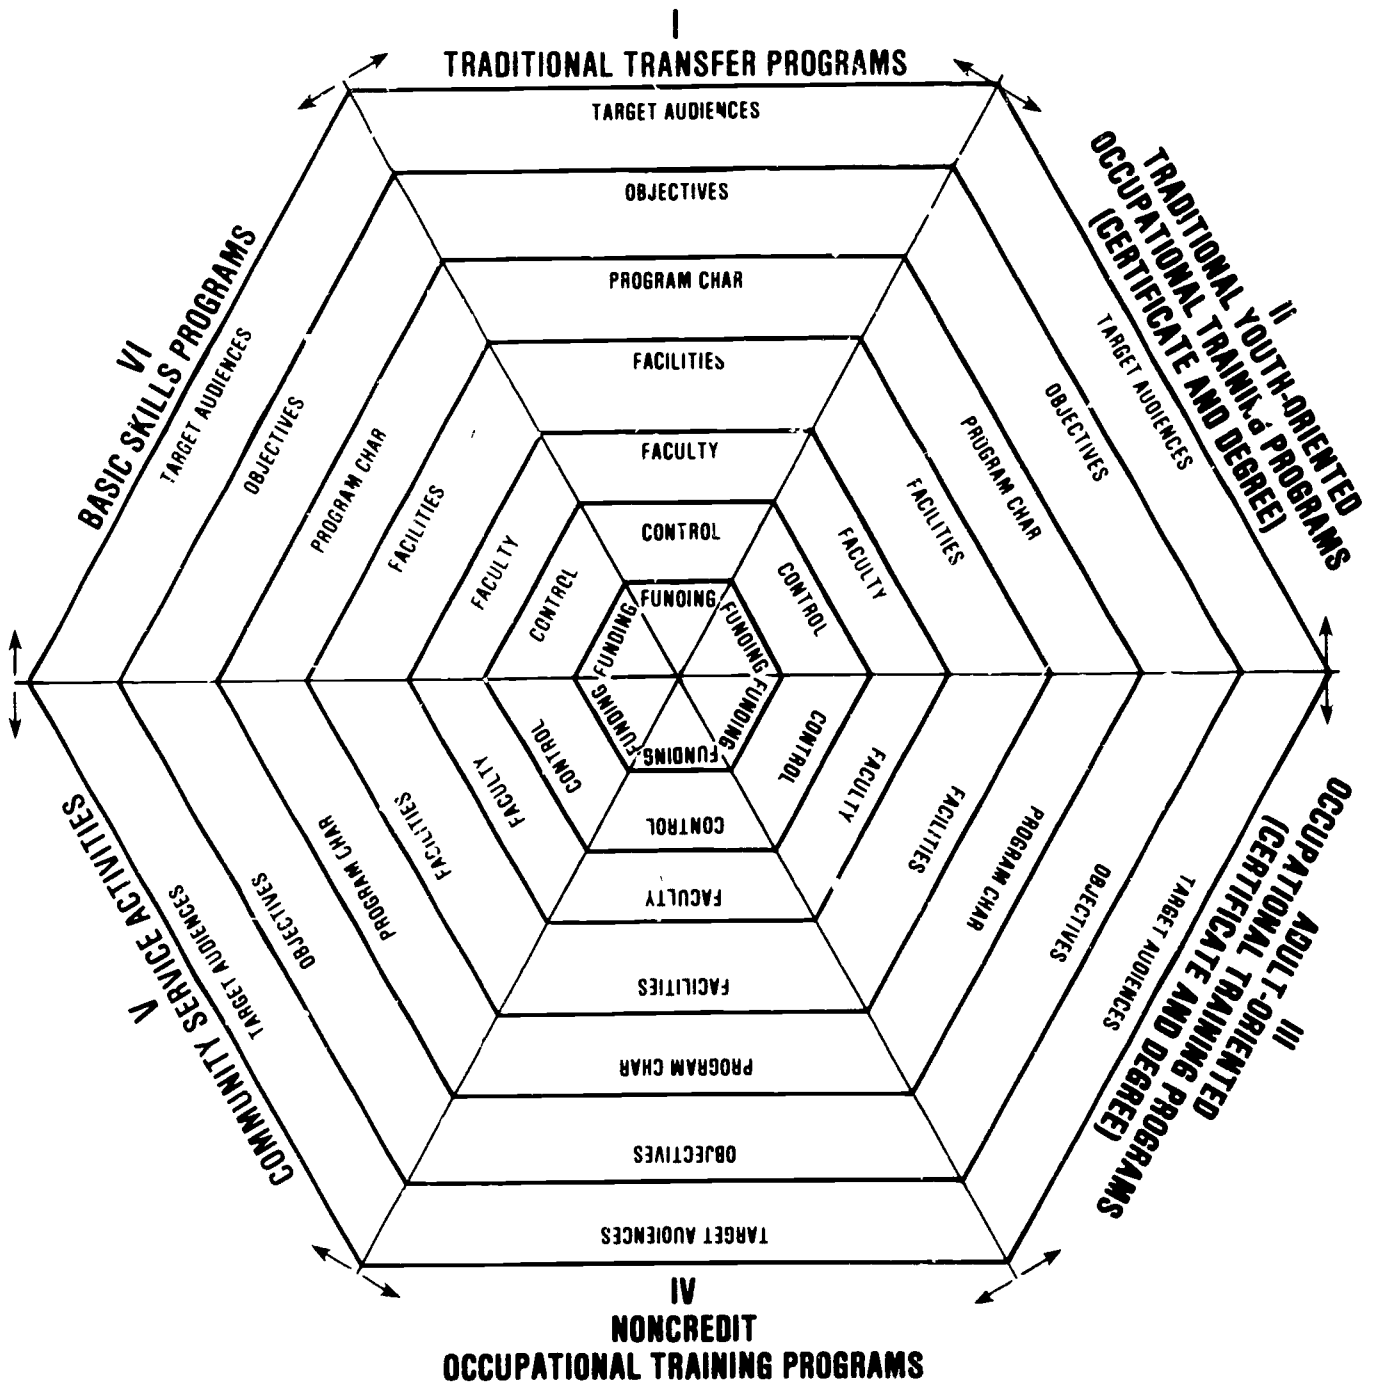 I
TRADITIONAL TRANSFER PROGRAMS
TARGET AUDIENCES
OBJECTIVES
PROGRAM CHAR
FACILITIES
FACULTY
CONTROL
FUNDING
II
TRADITIONAL YOUTH-ORIENTED
OCCUPATIONAL TRAINING PROGRAMS
(CERTIFICATE AND DEGREE)
TARGET AUDIENCES
OBJECTIVES
PROGRAM CHAR
FACILITIES
FACULTY
CONTROL
FUNDING
III
ADULT-ORIENTED
OCCUPATIONAL TRAINING PROGRAMS
(CERTIFICATE AND DEGREE)
TARGET AUDIENCES
OBJECTIVES
PROGRAM CHAR
FACILITIES
FACULTY
CONTROL
FUNDING
IV
NONCREDIT
OCCUPATIONAL TRAINING PROGRAMS
TARGET AUDIENCES
OBJECTIVES
PROGRAM CHAR
FACILITIES
FACULTY
CONTROL
FUNDING
V
COMMUNITY SERVICE ACTIVITIES
TARGET AUDIENCES
OBJECTIVES
PROGRAM CHAR
FACILITIES
FACULTY
CONTROL
FUNDING
VI
BASIC SKILLS PROGRAMS
TARGET AUDIENCES
OBJECTIVES
PROGRAM CHAR
FACILITIES
FACULTY
CONTROL
FUNDING